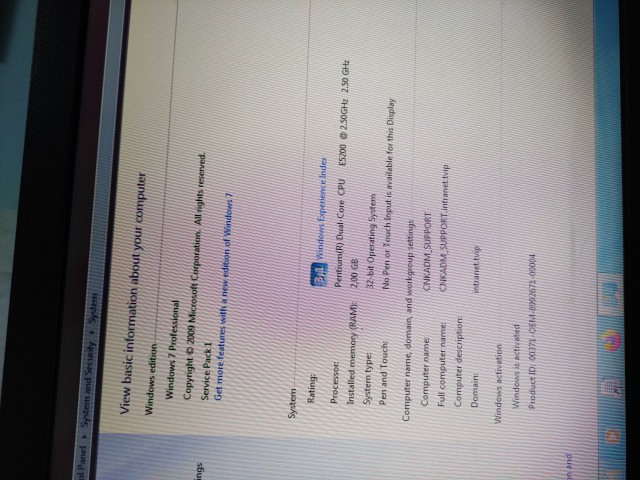 ol Panel ▸ System and Security ▸ System
View basic information about your computer
Windows edition
Windows 7 Professional
Copyright © 2009 Microsoft Corporation. All rights reserved.
Service Pack 1
Get more features with a new edition of Windows 7
System
Rating: 3,1 Windows Experience Index
Processor: Pentium(R) Dual-Core CPU E5200 @ 2.50GHz 2.50 GHz
Installed memory (RAM): 2,00 GB
System type: 32-bit Operating System
Pen and Touch: No Pen or Touch Input is available for this Display
Computer name, domain, and workgroup settings
Computer name: CNKADM_SUPPORT
Full computer name: CNKADM_SUPPORT.intranet.tvip
Computer description:
Domain: intranet.tvip
Windows activation
Windows is activated
Product ID: 00371-OEM-8992671-00004
ings
on and